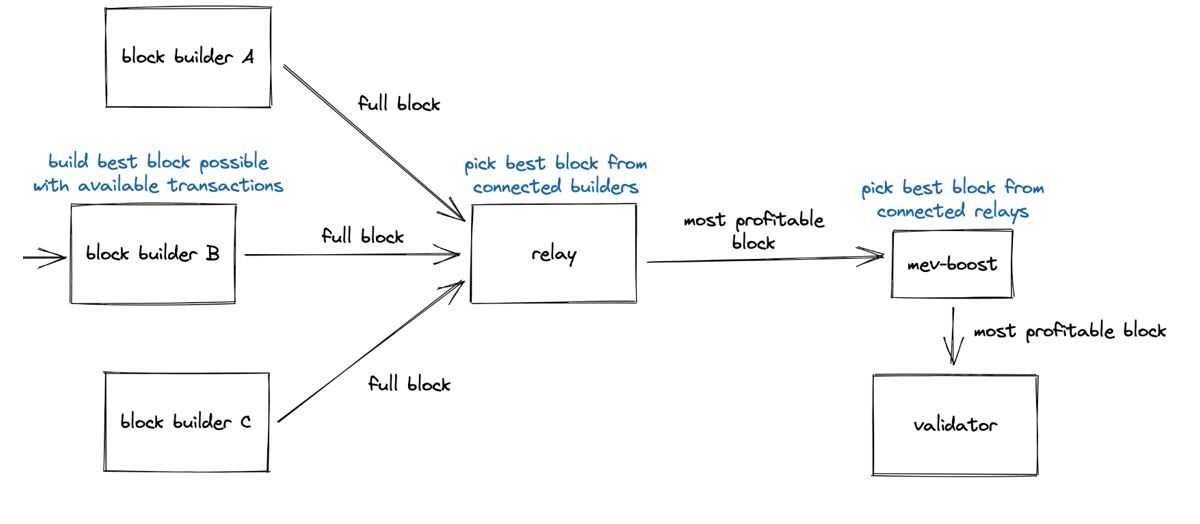 block builder A
full block
build best block possible
with available transactions
block builder B
full block
pick best block from
connected builders
relay
most profitable
block
pick best block from
connected relays
mev-boost
most profitable block
full block
block builder C
validator